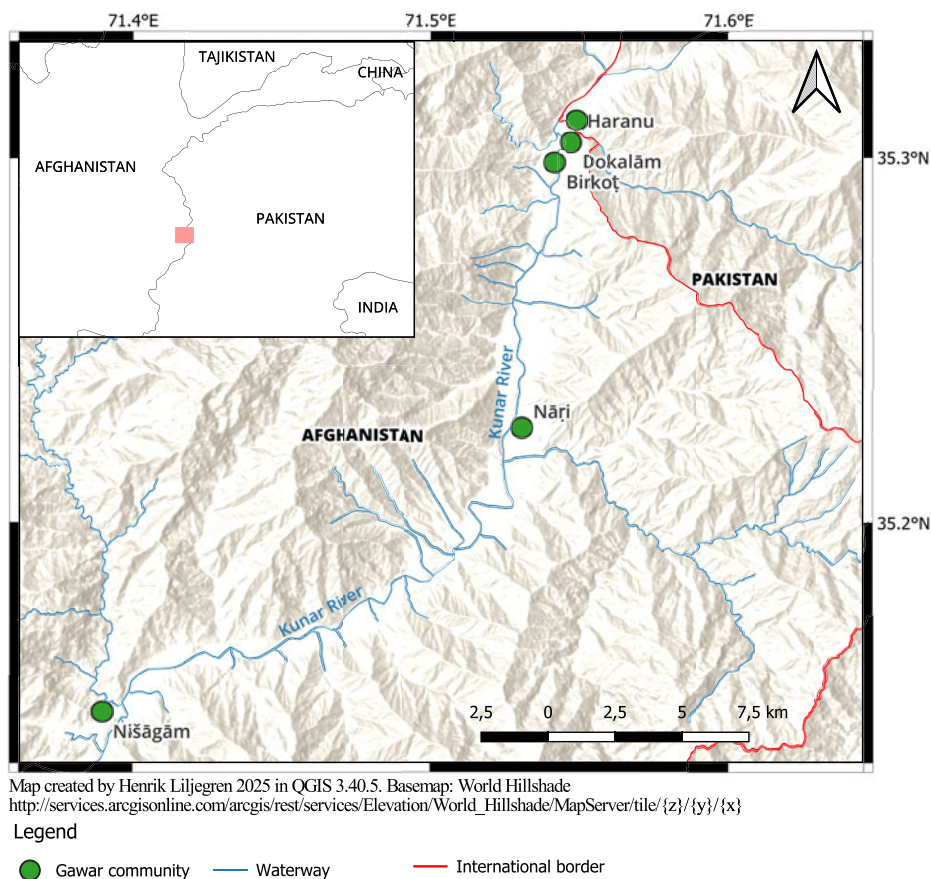 71.4°E 71.5°E 71.6°E
TAJIKISTAN
CHINA
AFGHANISTAN
PAKISTAN
INDIA
Haranu
Dokalām
Birkoṭ
35.3°N
PAKISTAN
Kunar River
Nāṛi
AFGHANISTAN
35.2°N
Kunar River
Nišāgām
2,5 0 2,5 5 7,5 km
Map created by Henrik Liljegren 2025 in QGIS 3.40.5. Basemap: World Hillshade
http://services.arcgisonline.com/arcgis/rest/services/Elevation/World_Hillshade/MapServer/tile/{z}/{y}/{x}
Legend
Gawar community Waterway International border